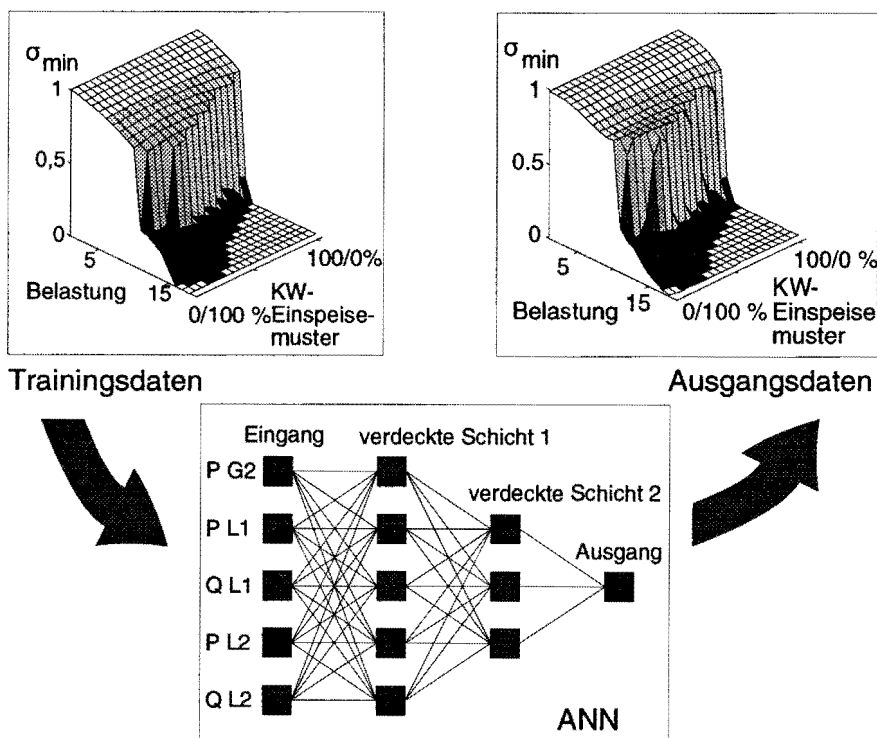 σmin
1
0,5
0
5
15
Belastung
100/0%
0/100 %
KW-
Einspeise-
muster
σmin
1
0.5
0
5
15
Belastung
100/0 %
0/100 %
KW-
Einspeise
muster
Trainingsdaten
Ausgangsdaten
Eingang
verdeckte Schicht 1
verdeckte Schicht 2
Ausgang
P G2
P L1
Q L1
P L2
Q L2
ANN